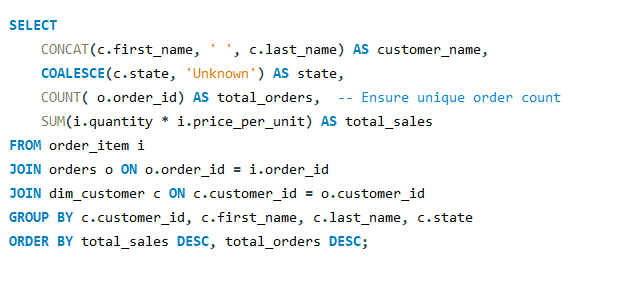 SELECT
    CONCAT(c.first_name, ' ', c.last_name) AS customer_name,
    COALESCE(c.state, 'Unknown') AS state,
    COUNT( o.order_id) AS total_orders,  -- Ensure unique order count
    SUM(i.quantity * i.price_per_unit) AS total_sales
FROM order_item i
JOIN orders o ON o.order_id = i.order_id
JOIN dim_customer c ON c.customer_id = o.customer_id
GROUP BY c.customer_id, c.first_name, c.last_name, c.state
ORDER BY total_sales DESC, total_orders DESC;